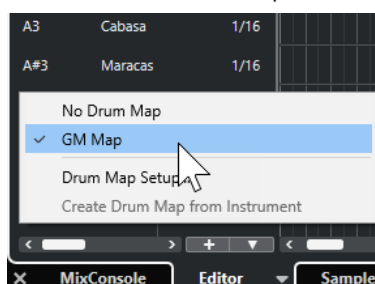 A3 Cabasa 1/16
A#3 Maracas 1/16
No Drum Map
✓ GM Map
Drum Map Setup
Create Drum Map from Instrument
< > + ▼ <
× MixConsole Editor ▼ Sample